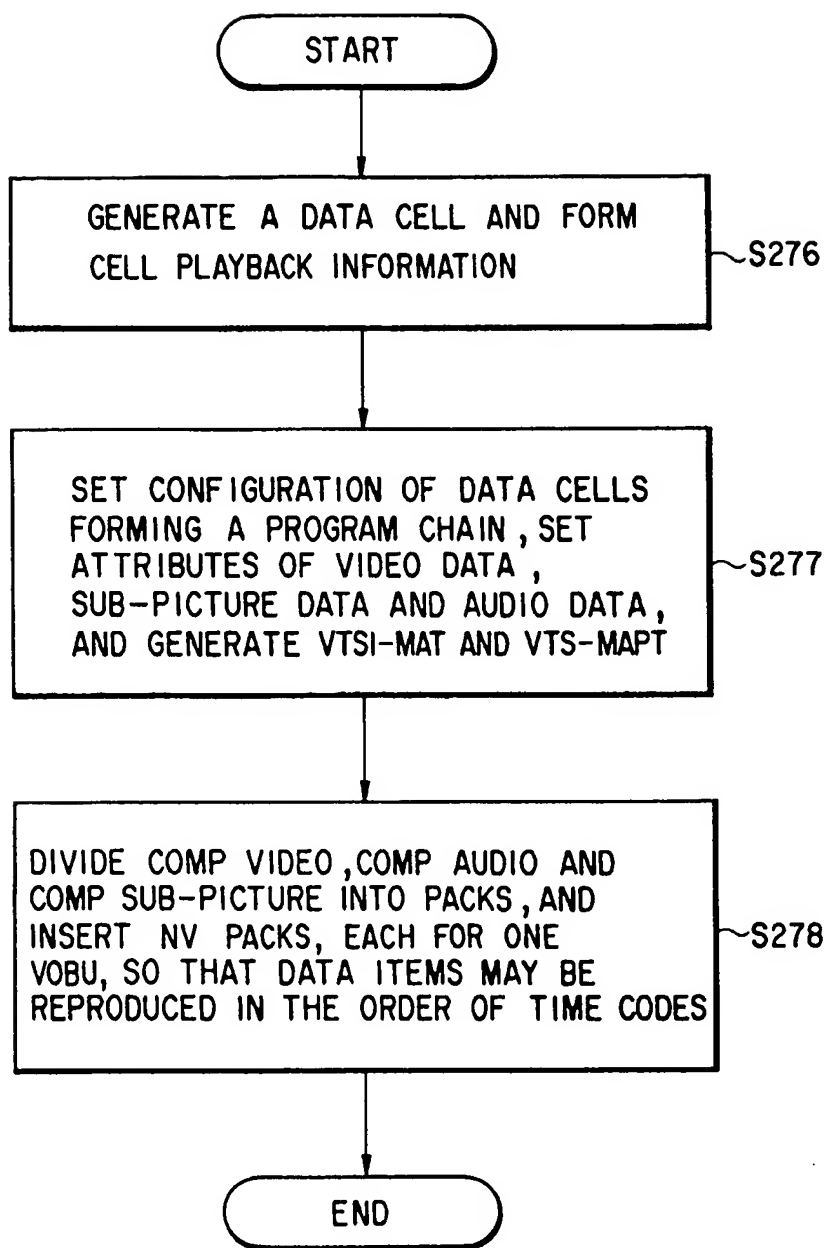 START
GENERATE A DATA CELL AND FORM
CELL PLAYBACK INFORMATION
S276
SET CONFIGURATION OF DATA CELLS
FORMING A PROGRAM CHAIN, SET
ATTRIBUTES OF VIDEO DATA,
SUB-PICTURE DATA AND AUDIO DATA,
AND GENERATE VTSI-MAT AND VTS-MAPT
S277
DIVIDE COMP VIDEO, COMP AUDIO AND
COMP SUB-PICTURE INTO PACKS, AND
INSERT NV PACKS, EACH FOR ONE
VOBU, SO THAT DATA ITEMS MAY BE
REPRODUCED IN THE ORDER OF TIME CODES
S278
END